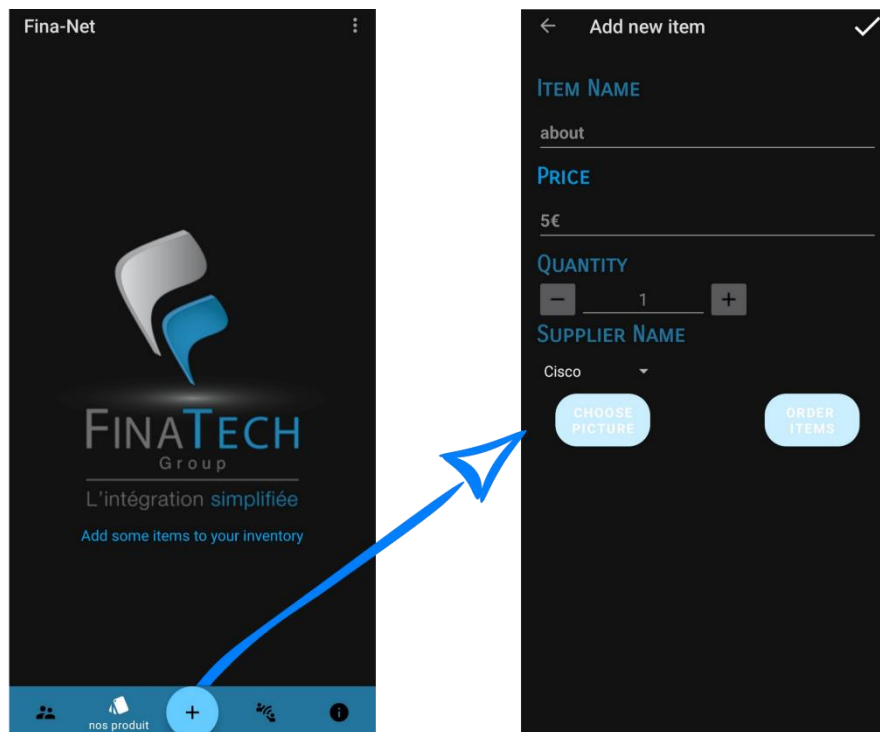 Fina-Net
FINATECH
Group
L'intégration simplifiée
Add some items to your inventory
nos produit
Add new item
ITEM NAME
about
PRICE
5€
QUANTITY
1
SUPPLIER NAME
Cisco
CHOOSE
PICTURE
ORDER
ITEMS